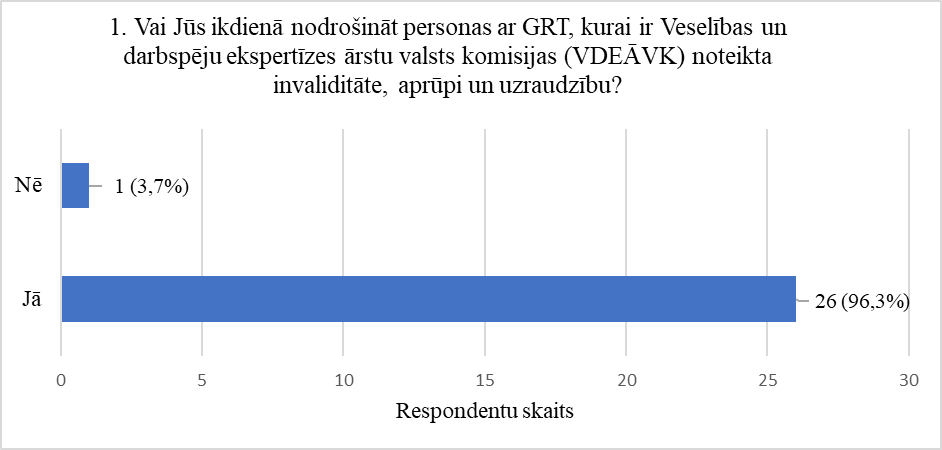 1. Vai Jūs ikdienā nodrošināt personas ar GRT, kurai ir Veselības un
darbspēju ekspertīzes ārstu valsts komisijas (VDEĀVK) noteikta
invaliditāte, aprūpi un uzraudzību?
Nē
1 (3,7%)
Jā
26 (96,3%)
0 5 10 15 20 25 30
Respondentu skaits